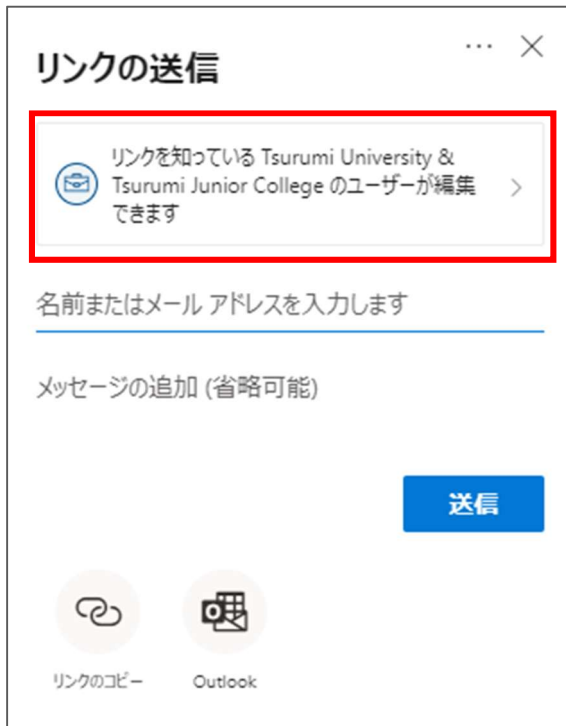 リンクの送信
リンクを知っている Tsurumi University &
Tsurumi Junior College のユーザーが編集
できます
名前またはメール アドレスを入力します
メッセージの追加 (省略可能)
送信
リンクのコピー
Outlook